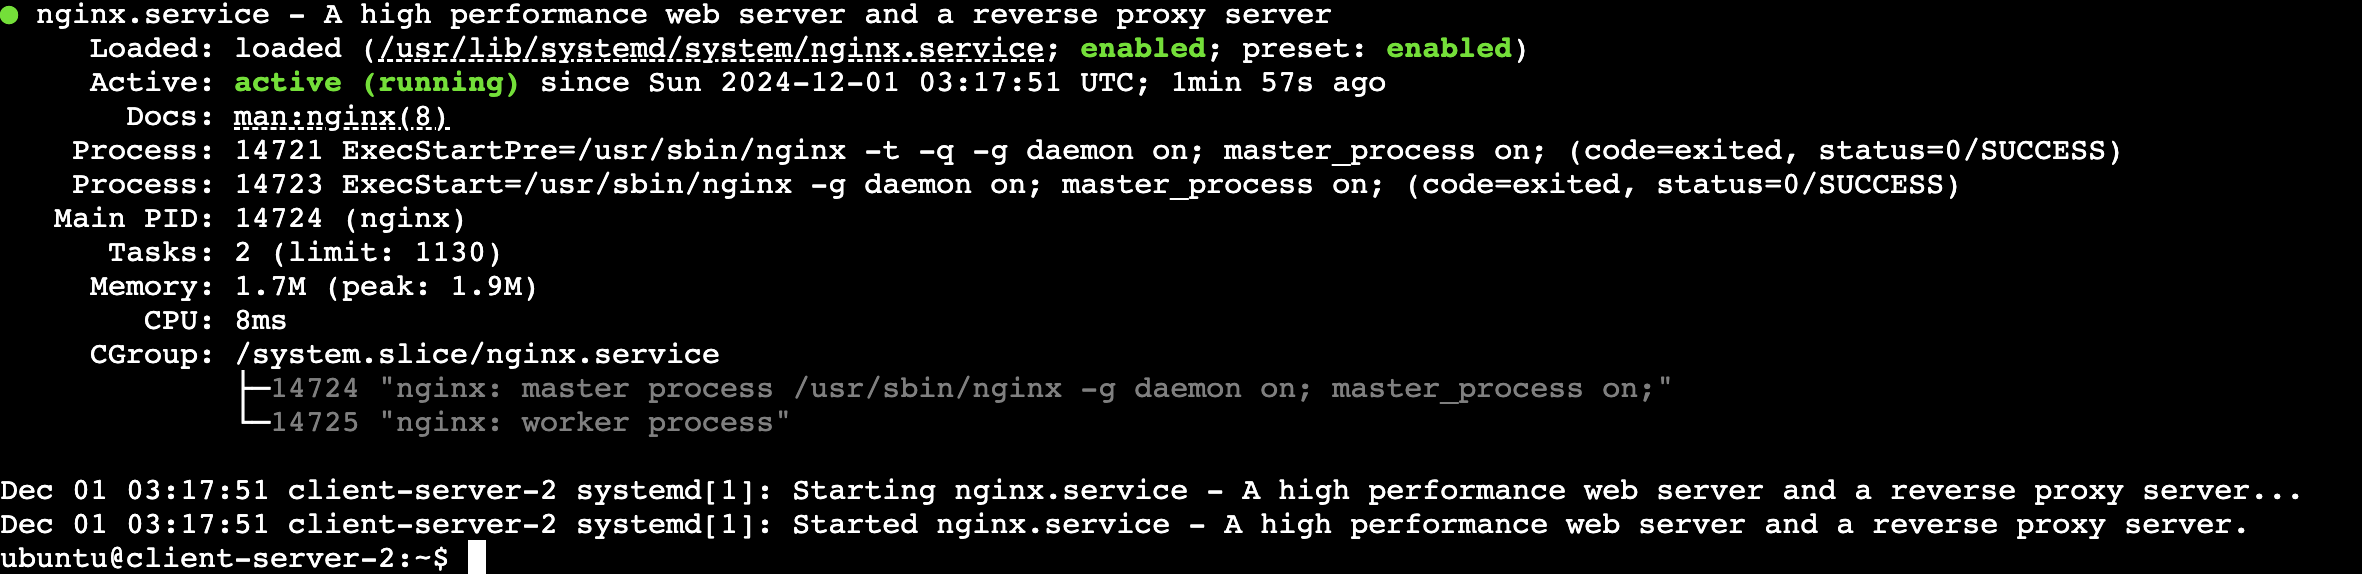 ● nginx.service - A high performance web server and a reverse proxy server
     Loaded: loaded (/usr/lib/systemd/system/nginx.service; enabled; preset: enabled)
     Active: active (running) since Sun 2024-12-01 03:17:51 UTC; 1min 57s ago
       Docs: man:nginx(8)
    Process: 14721 ExecStartPre=/usr/sbin/nginx -t -q -g daemon on; master_process on; (code=exited, status=0/SUCCESS)
    Process: 14723 ExecStart=/usr/sbin/nginx -g daemon on; master_process on; (code=exited, status=0/SUCCESS)
   Main PID: 14724 (nginx)
      Tasks: 2 (limit: 1130)
     Memory: 1.7M (peak: 1.9M)
        CPU: 8ms
     CGroup: /system.slice/nginx.service
             ├─14724 "nginx: master process /usr/sbin/nginx -g daemon on; master_process on;"
             └─14725 "nginx: worker process"

Dec 01 03:17:51 client-server-2 systemd[1]: Starting nginx.service - A high performance web server and a reverse proxy server...
Dec 01 03:17:51 client-server-2 systemd[1]: Started nginx.service - A high performance web server and a reverse proxy server.
ubuntu@client-server-2:~$